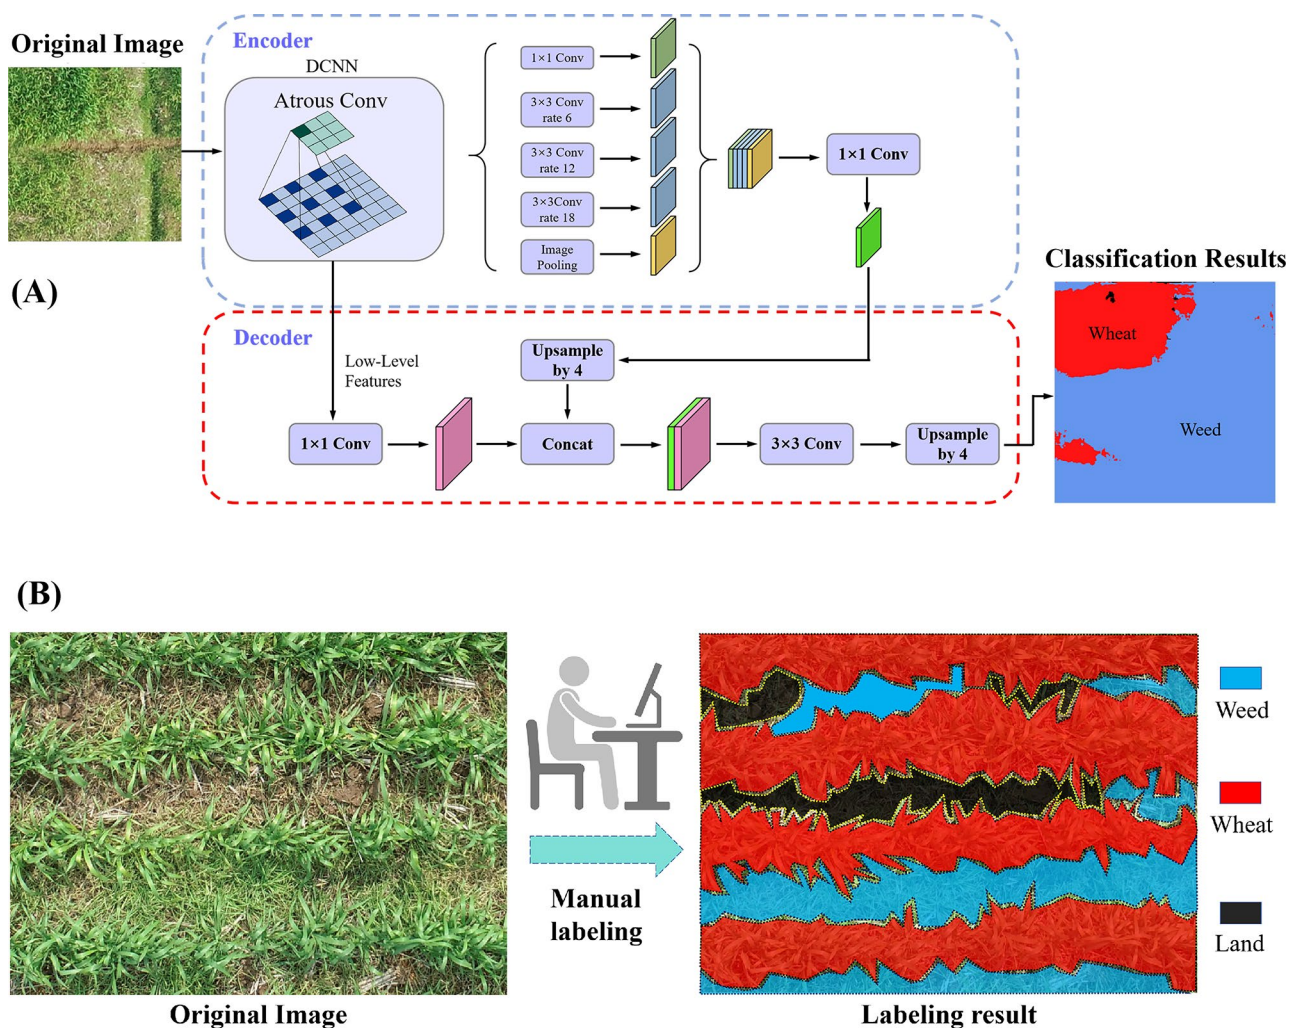 Original Image
Encoder
DCNN
Atrous Conv
1×1 Conv
3×3 Conv
rate 6
3×3 Conv
rate 12
3×3Conv
rate 18
Image
Pooling
1×1 Conv
(A)
Classification Results
Wheat
Weed
Decoder
Low-Level
Features
Upsample
by 4
1×1 Conv
Concat
3×3 Conv
Upsample
by 4
(B)
Manual
labeling
Weed
Wheat
Land
Original Image
Labeling result